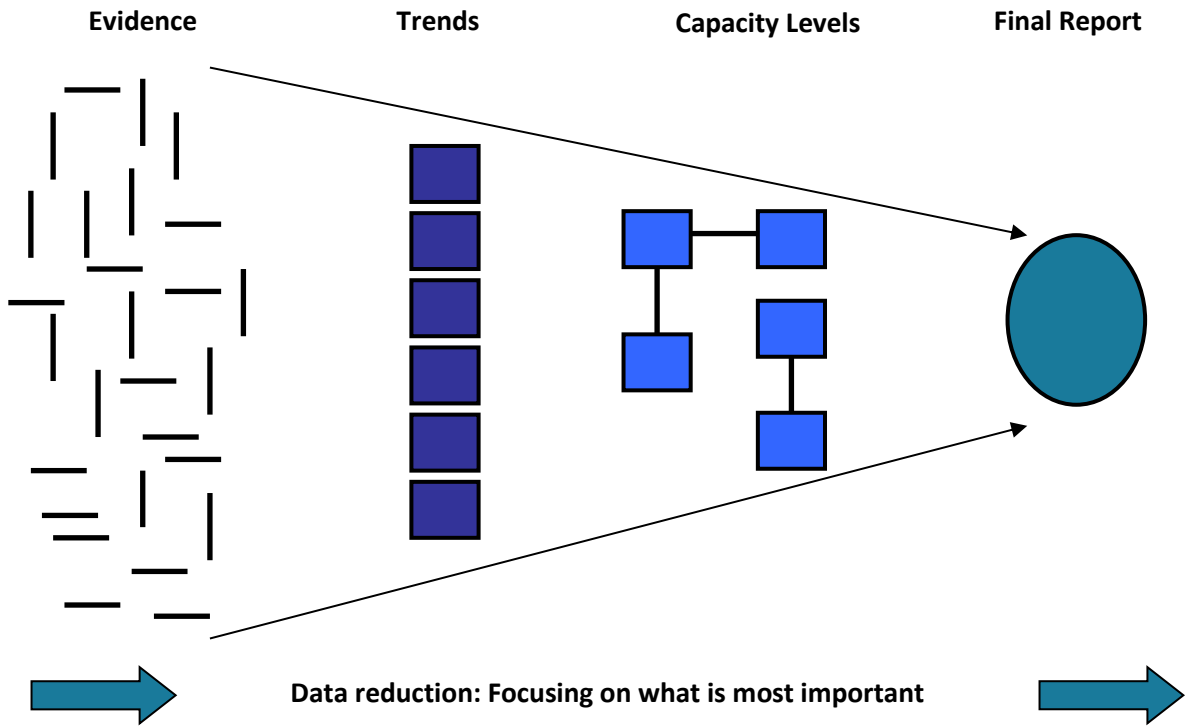 Evidence
Trends
Capacity Levels
Final Report
Data reduction: Focusing on what is most important